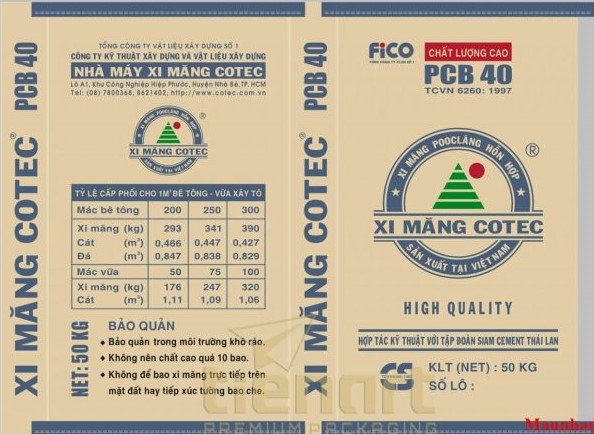 XI MĂNG COTEC® PCB 40
TỔNG CÔNG TY VẬT LIỆU XÂY DỰNG SỐ 1
CÔNG TY KỸ THUẬT XÂY DỰNG VÀ VẬT LIỆU XÂY DỰNG
NHÀ MÁY XI MĂNG COTEC
Lô A1, Khu Công Nghiệp Hiệp Phước, Huyện Nhà Bè, TP. HCM
Tel: (08) 7800368, 8621402, http://www.cotec.com.vn
XI MĂNG POOCLĂNG HỖN HỢP
XI MĂNG COTEC
SẢN XUẤT TẠI VIỆT NAM
TỶ LỆ CẤP PHỐI CHO 1M³ BÊ TÔNG - VỮA XÂY TÔ
Mác bê tông 200 250 300
Xi măng (kg) 293 341 390
Cát (m³) 0,466 0,447 0,427
Đá (m³) 0,847 0,838 0,829
Mác vữa 50 75 100
Xi măng (kg) 176 247 320
Cát (m³) 1,11 1,09 1,06
NET: 50 KG
BẢO QUẢN
Bảo quản trong môi trường khô ráo.
Không nên chất cao quá 10 bao.
Không để bao xi măng trực tiếp trên
mặt đất hay tiếp xúc tường bao che.
XI MĂNG COTEC® PCB 40
FiCO
CHẤT LƯỢNG CAO
PCB 40
TCVN 6260: 1997
XI MĂNG POOCLĂNG HỖN HỢP
®
XI MĂNG COTEC
SẢN XUẤT TẠI VIỆT NAM
HIGH QUALITY
HỢP TÁC KỸ THUẬT VỚI TẬP ĐOÀN SIAM CEMENT THÁI LAN
KLT (NET) : 50 KG
SỐ LÔ :
tienart
PREMIUM PACKAGING